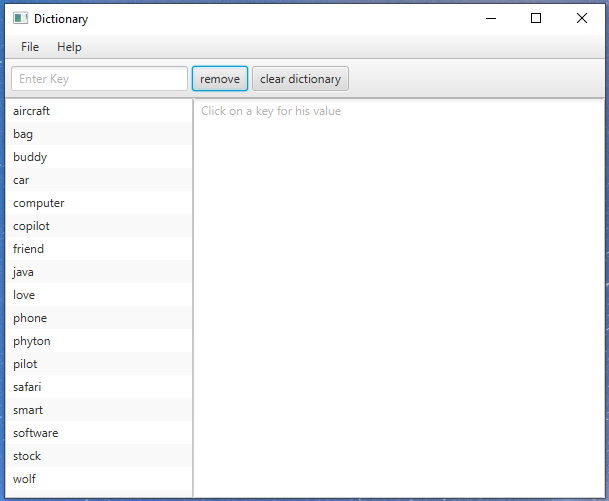 Dictionary
File Help
Enter Key remove clear dictionary
aircraft Click on a key for his value
bag
buddy
car
computer
copilot
friend
java
love
phone
phyton
pilot
safari
smart
software
stock
wolf